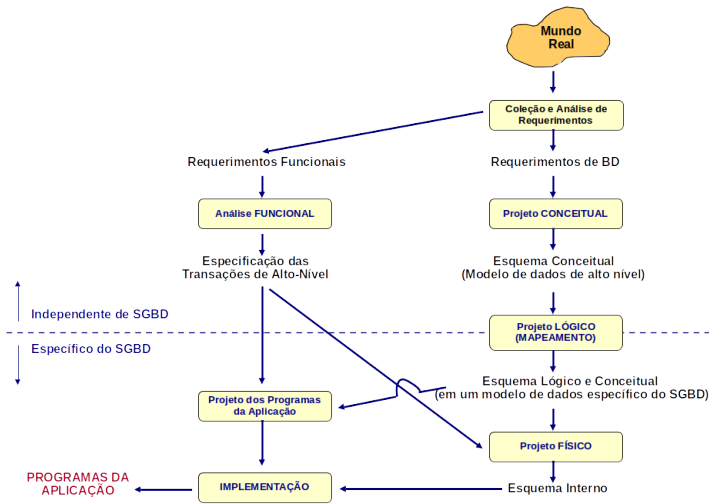 Mundo
Real
Coleção e Análise de
Requerimentos
Requerimentos Funcionais
Requerimentos de BD
Análise FUNCIONAL
Projeto CONCEITUAL
Especificação das
Transações de Alto-Nível
Esquema Conceitual
(Modelo de dados de alto nível)
Independente de SGBD
Projeto LÓGICO
(MAPEAMENTO)
Específico do SGBD
Esquema Lógico e Conceitual
(em um modelo de dados específico do SGBD)
Projeto dos Programas
da Aplicação
Projeto FÍSICO
PROGRAMAS DA
APLICAÇÃO
IMPLEMENTAÇÃO
Esquema Interno